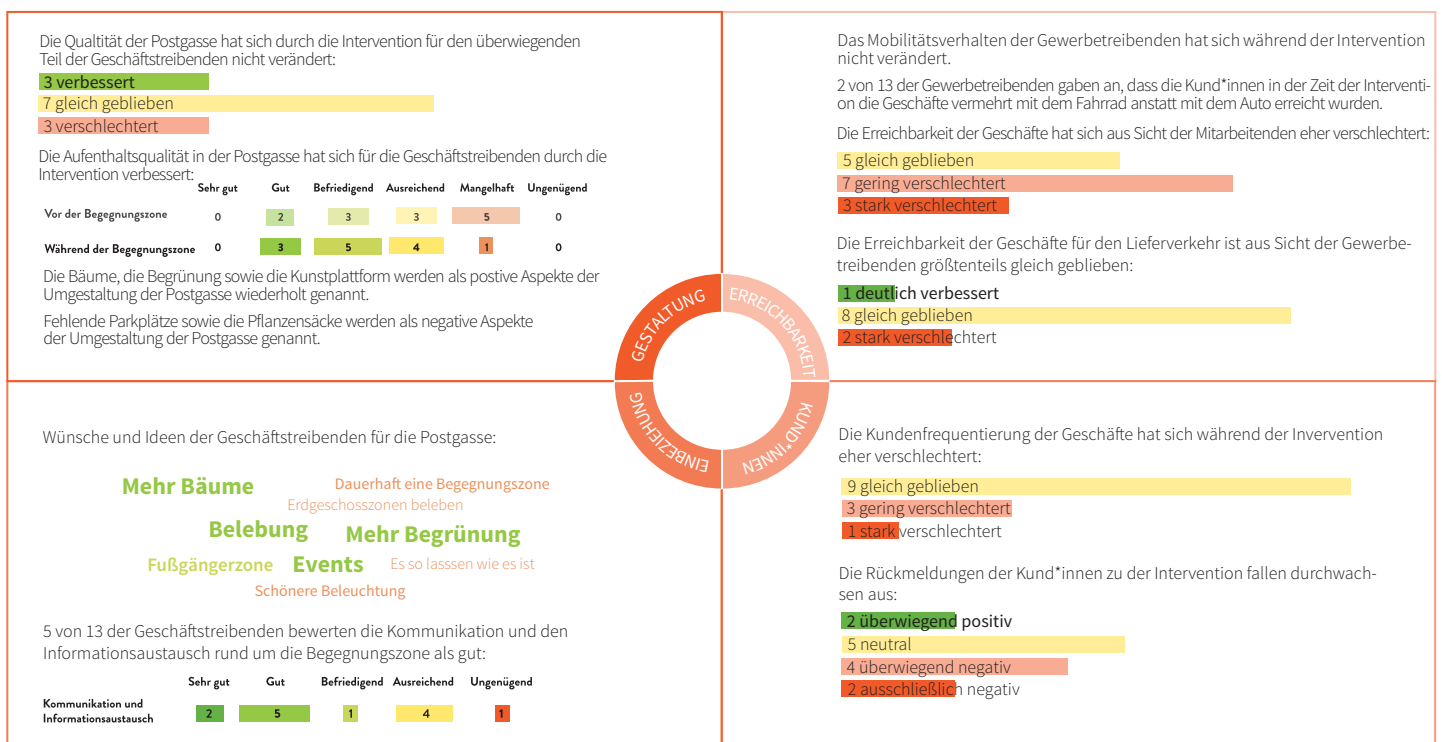 Die Qualtität der Postgasse hat sich durch die Intervention für den überwiegenden
Teil der Geschäftstreibenden nicht verändert:
3 verbessert
7 gleich geblieben
3 verschlechtert
Die Aufenthaltsqualität in der Postgasse hat sich für die Geschäftstreibenden durch die
Intervention verbessert:
Sehr gut Gut Befriedigend Ausreichend Mangelhaft Ungenügend
Vor der Begegnungszone 0 2 3 3 5 0
Während der Begegnungszone 0 3 5 4 1 0
Die Bäume, die Begrünung sowie die Kunstplattform werden als postive Aspekte der
Umgestaltung der Postgasse wiederholt genannt.
Fehlende Parkplätze sowie die Pflanzensäcke werden als negative Aspekte
der Umgestaltung der Postgasse genannt.
Das Mobilitätsverhalten der Gewerbetreibenden hat sich während der Intervention
nicht verändert.
2 von 13 der Gewerbetreibenden gaben an, dass die Kund*innen in der Zeit der Interventi-
on die Geschäfte vermehrt mit dem Fahrrad anstatt mit dem Auto erreicht wurden.
Die Erreichbarkeit der Geschäfte hat sich aus Sicht der Mitarbeitenden eher verschlechtert:
5 gleich geblieben
7 gering verschlechtert
3 stark verschlechtert
Die Erreichbarkeit der Geschäfte für den Lieferverkehr ist aus Sicht der Gewerbe-
treibenden größtenteils gleich geblieben:
1 deutlich verbessert
8 gleich geblieben
2 stark verschlechtert
GESTALTUNG
ERREICHBARKEIT
EINBEZIEHUNG
KUND*INNEN
Wünsche und Ideen der Geschäftstreibenden für die Postgasse:
Mehr Bäume Dauerhaft eine Begegnungszone
Erdgeschosszonen beleben
Belebung Mehr Begrünung
Fußgängerzone Events Es so lasssen wie es ist
Schönere Beleuchtung
5 von 13 der Geschäftstreibenden bewerten die Kommunikation und den
Informationsaustausch rund um die Begegnungszone als gut:
Sehr gut Gut Befriedigend Ausreichend Ungenügend
Kommunikation und
Informationsaustausch 2 5 1 4 1
Die Kundenfrequentierung der Geschäfte hat sich während der Invervention
eher verschlechtert:
9 gleich geblieben
3 gering verschlechtert
1 stark verschlechtert
Die Rückmeldungen der Kund*innen zu der Intervention fallen durchwach-
sen aus:
2 überwiegend positiv
5 neutral
4 überwiegend negativ
2 ausschließlich negativ